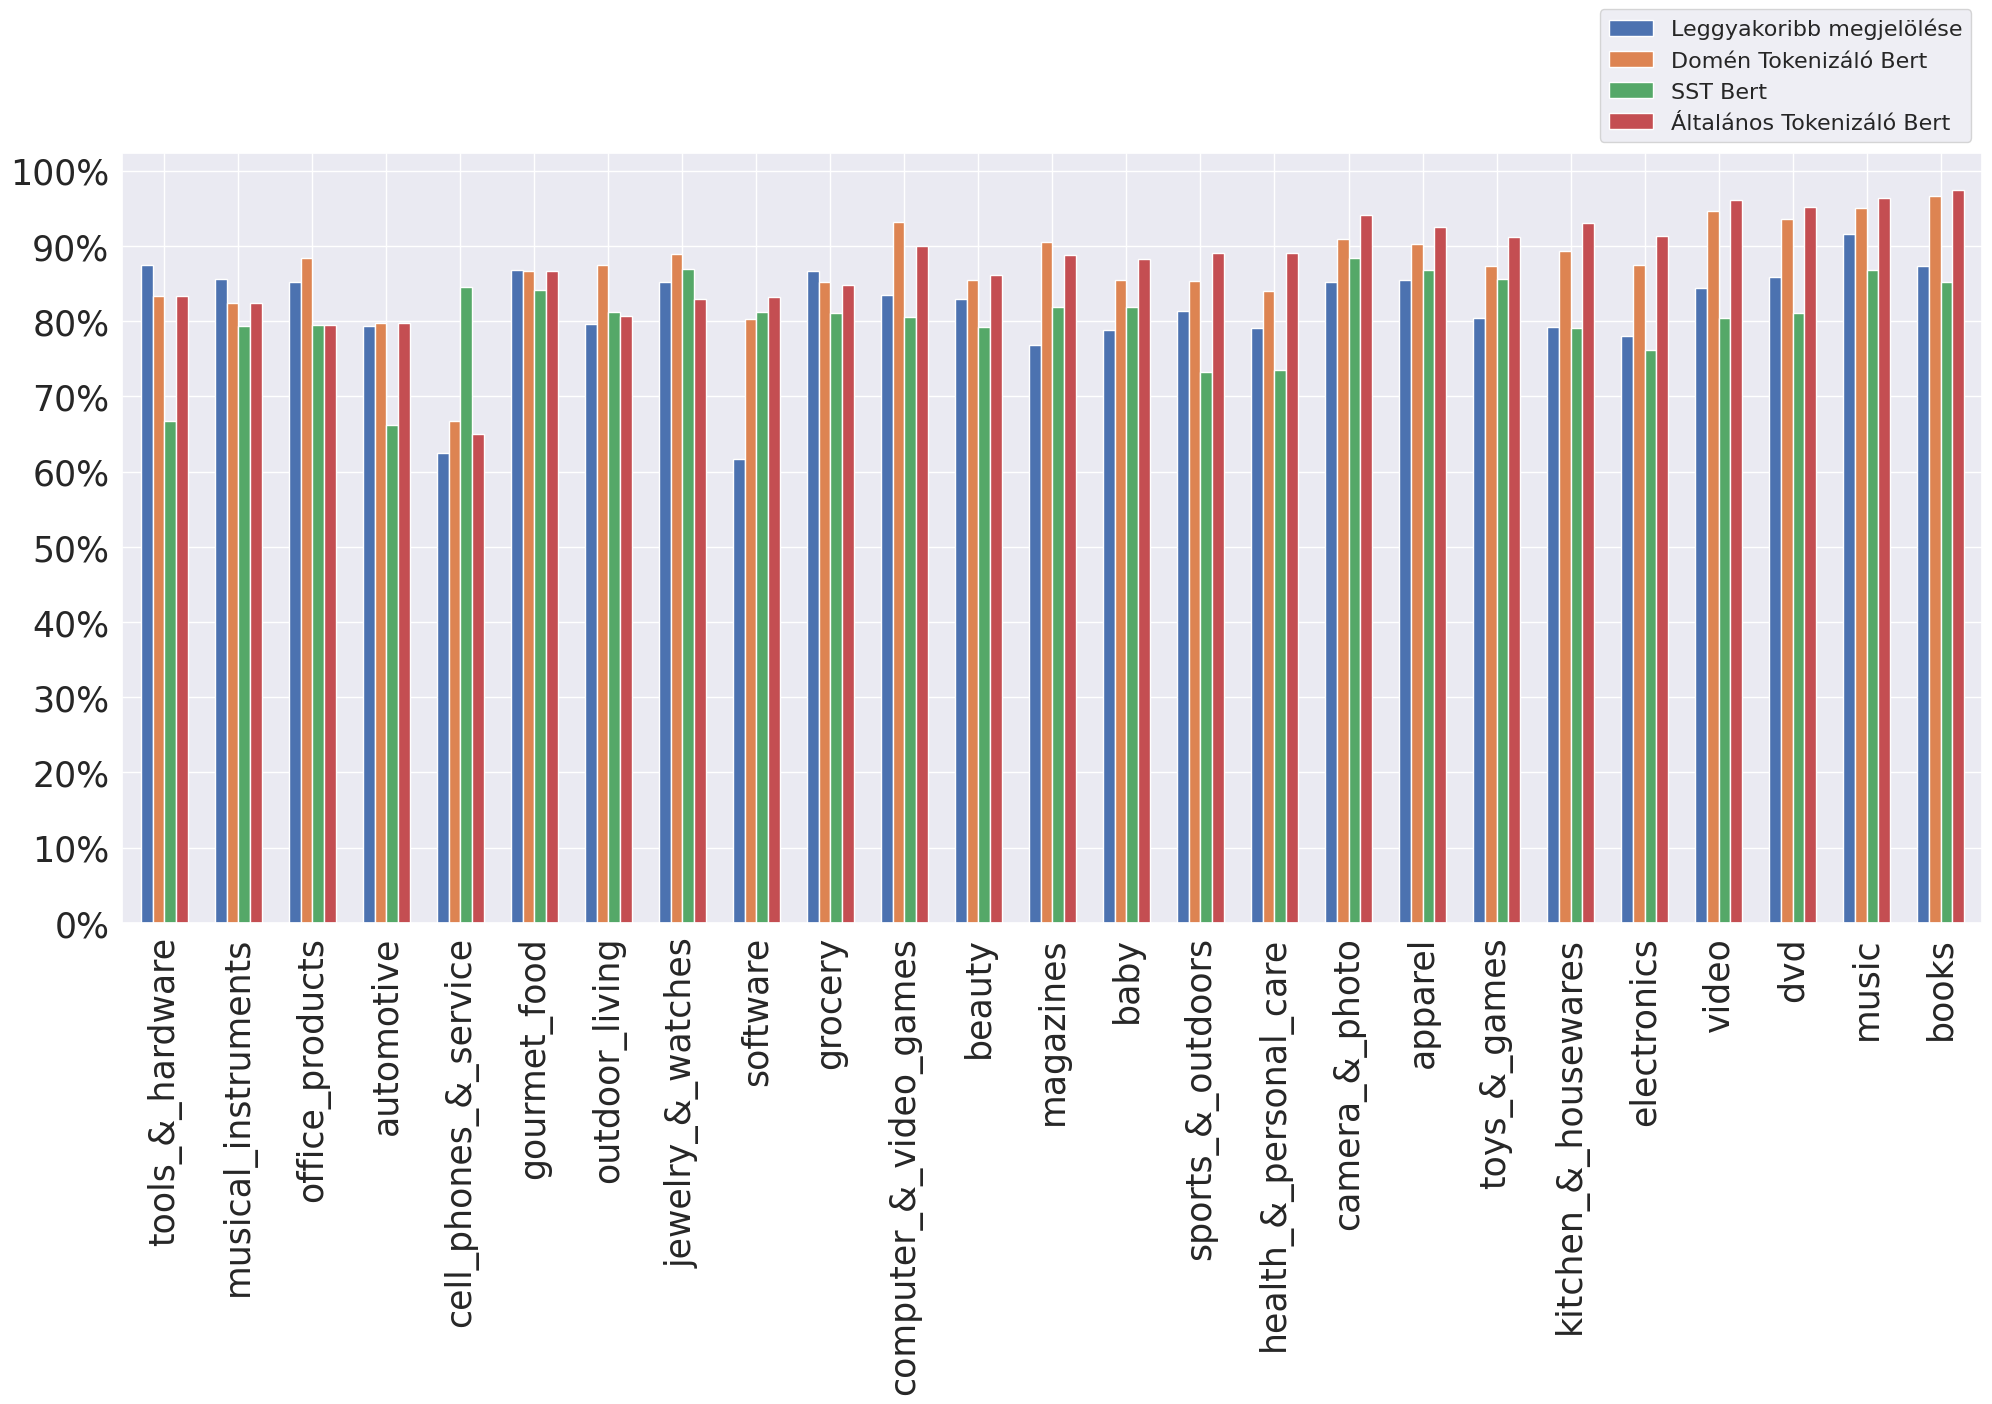 Leggyakoribb megjelölése
Domén Tokenizáló Bert
SST Bert
Általános Tokenizáló Bert
100%
90%
80%
70%
60%
50%
40%
30%
20%
10%
0%
tools_&_hardware
musical_instruments
office_products
automotive
cell_phones_&_service
gourmet_food
outdoor_living
jewelry_&_watches
software
grocery
computer_&_video_games
beauty
magazines
baby
sports_&_outdoors
health_&_personal_care
camera_&_photo
apparel
toys_&_games
kitchen_&_housewares
electronics
video
dvd
music
books